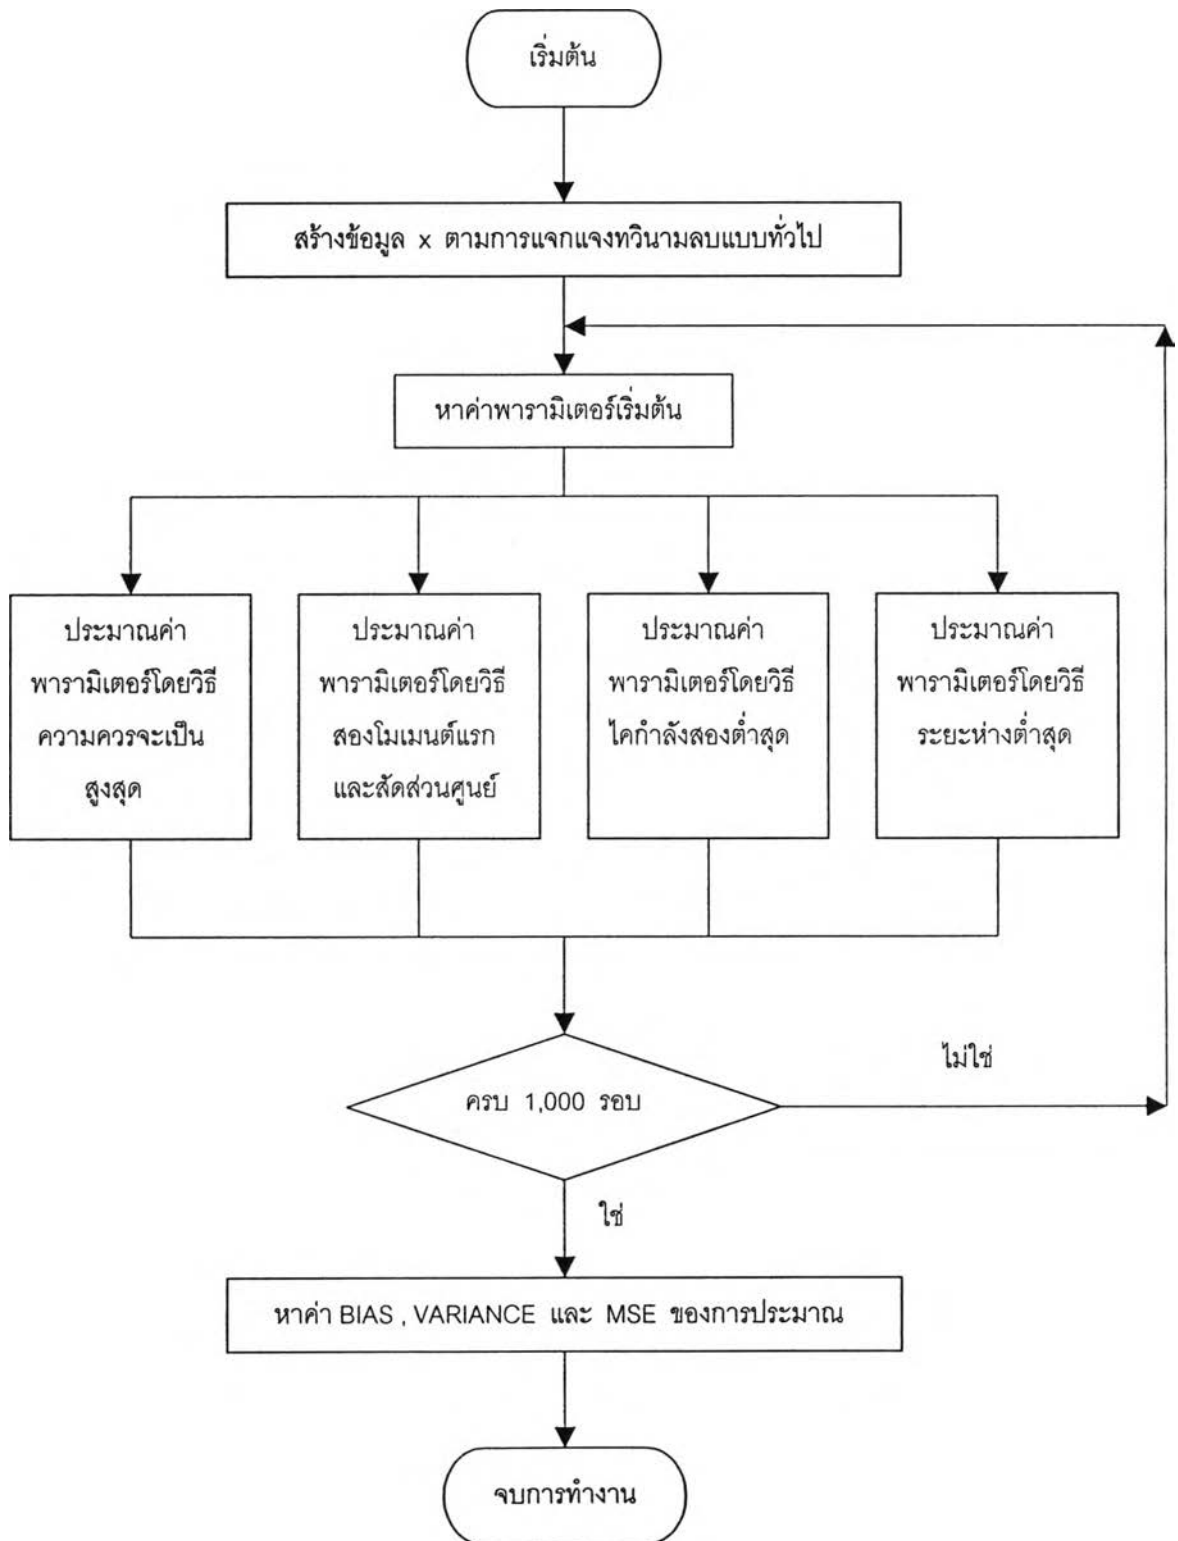 เริ่มต้น
สร้างข้อมูล x ตามการแจกแจงทวินามลบแบบทั่วไป
หาค่าพารามิเตอร์เริ่มต้น
ประมาณค่า
พารามิเตอร์โดยวิธี
ความควรจะเป็น
สูงสุด
ประมาณค่า
พารามิเตอร์โดยวิธี
สองโมเมนต์แรก
และสัดส่วนศูนย์
ประมาณค่า
พารามิเตอร์โดยวิธี
ไคกำลังสองต่ำสุด
ประมาณค่า
พารามิเตอร์โดยวิธี
ระยะห่างต่ำสุด
ไม่ใช่
ครบ 1,000 รอบ
ใช่
หาค่า BIAS , VARIANCE และ MSE ของการประมาณ
จบการทำงาน